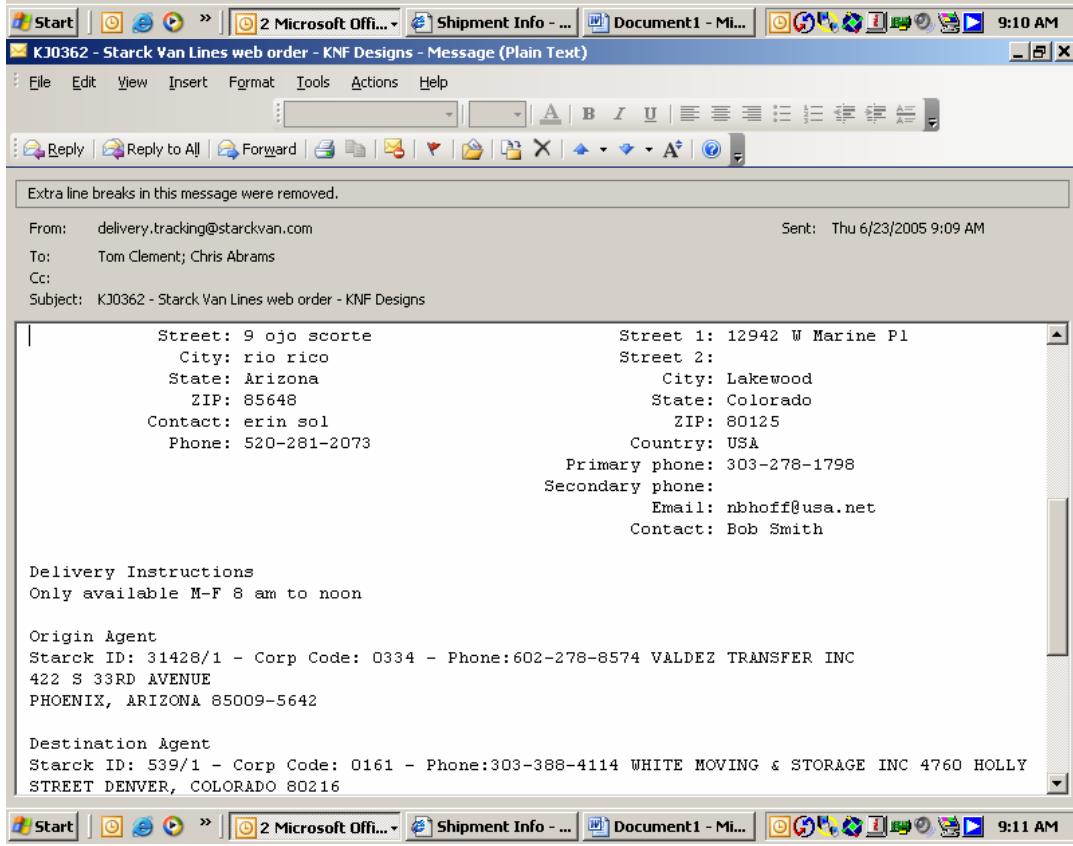 Start » 2 Microsoft Offi... Shipment Info - ... Document1 - Mi... 9:10 AM
KJ0362 - Starck Van Lines web order - KNF Designs - Message (Plain Text)
File Edit View Insert Format Tools Actions Help
A B I U
Reply Reply to All Forward
Extra line breaks in this message were removed.
From: delivery.tracking@starckvan.com Sent: Thu 6/23/2005 9:09 AM
To: Tom Clement; Chris Abrams
Cc:
Subject: KJ0362 - Starck Van Lines web order - KNF Designs
Street: 9 ojo scorte Street 1: 12942 W Marine Pl
City: rio rico Street 2:
State: Arizona City: Lakewood
ZIP: 85648 State: Colorado
Contact: erin sol ZIP: 80125
Phone: 520-281-2073 Country: USA
Primary phone: 303-278-1798
Secondary phone:
Email: nbhoff@usa.net
Contact: Bob Smith
Delivery Instructions
Only available M-F 8 am to noon
Origin Agent
Starck ID: 31428/1 - Corp Code: 0334 - Phone:602-278-8574 VALDEZ TRANSFER INC
422 S 33RD AVENUE
PHOENIX, ARIZONA 85009-5642
Destination Agent
Starck ID: 539/1 - Corp Code: 0161 - Phone:303-388-4114 WHITE MOVING & STORAGE INC 4760 HOLLY
STREET DENVER, COLORADO 80216
Start » 2 Microsoft Offi... Shipment Info - ... Document1 - Mi... 9:11 AM